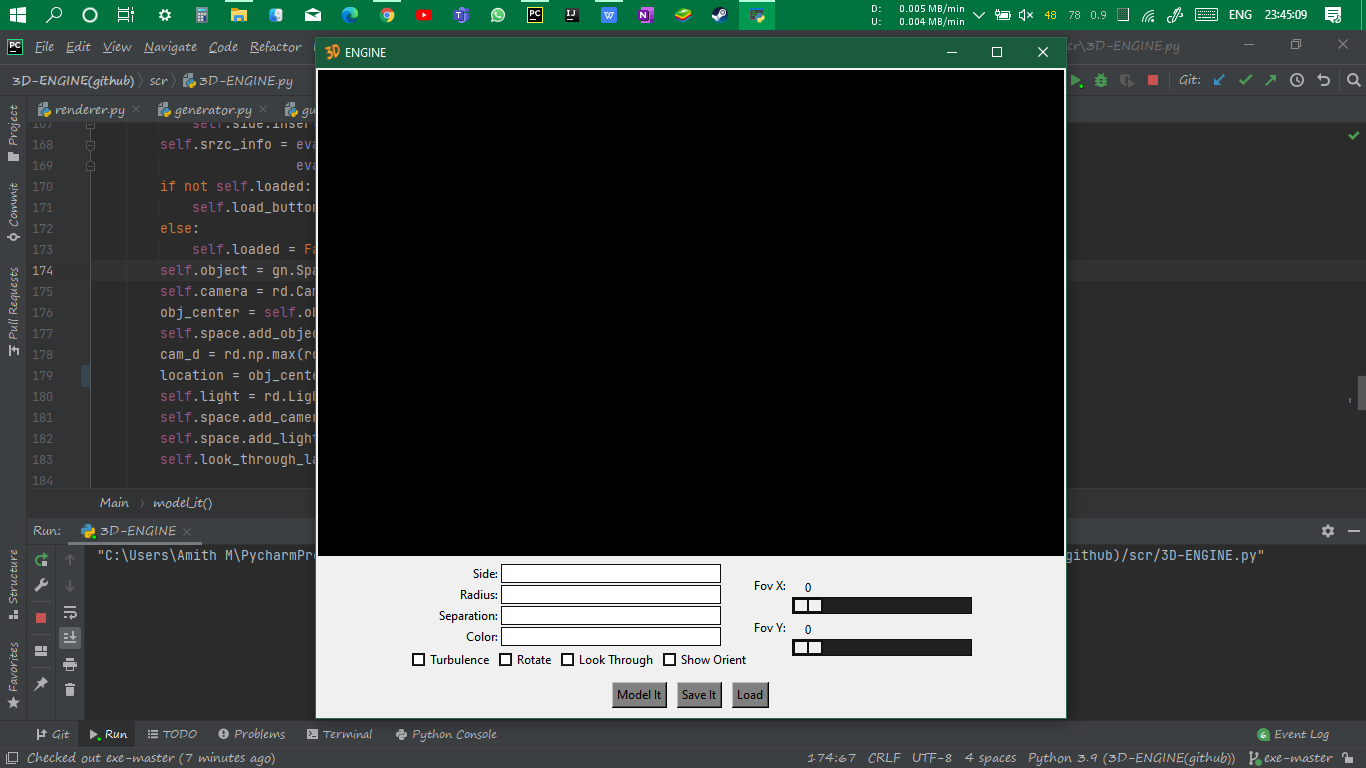 D: 0.005 MB/min
U: 0.004 MB/min
48 78 0.9 ENG 23:45:09
PC File Edit View Navigate Code Refactor
3D ENGINE
cr\3D-ENGINE.py
3D-ENGINE(github) scr 3D-ENGINE.py
Git:
renderer.py generator.py gu
167 self.side.inser
168 self.srzc_info = eva
169 eva
170 if not self.loaded:
171 self.load_button
172 else:
173 self.loaded = Fa
174 self.object = gn.Spa
175 self.camera = rd.Cam
176 obj_center = self.ob
177 self.space.add_objec
178 cam_d = rd.np.max(rd
179 location = obj_cente
180 self.light = rd.Ligh
181 self.space.add_camer
182 self.space.add_light
183 self.look_through_la
184
Project
Commit
Pull Requests
Structure
Favorites
Main model_it()
Run: 3D-ENGINE
"C:\Users\Amith M\PycharmPr
github)/scr/3D-ENGINE.py"
Side:
Radius:
Separation:
Color:
Fov X: 0
Fov Y: 0
Turbulence Rotate Look Through Show Orient
Model It Save It Load
Git Run TODO Problems Terminal Python Console 6 Event Log
Checked out exe-master (7 minutes ago) 174:67 CRLF UTF-8 4 spaces Python 3.9 (3D-ENGINE(github)) exe-master